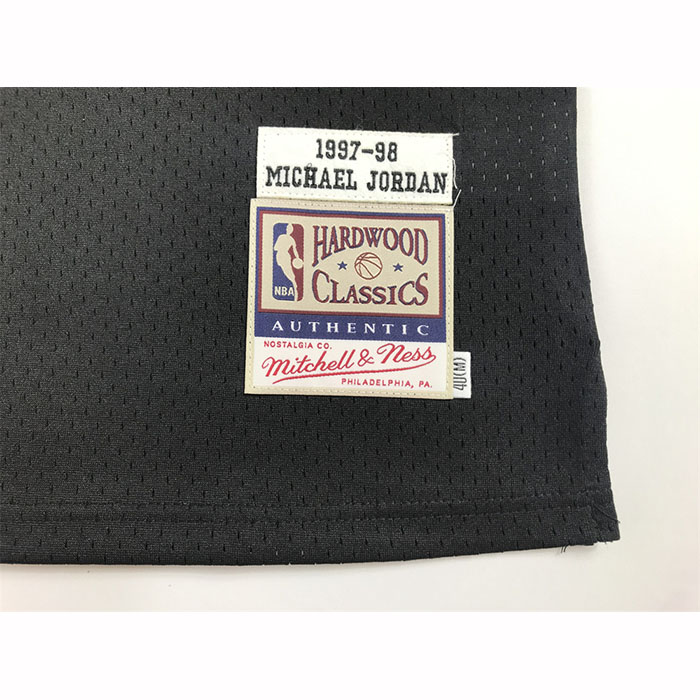 1997-98
MICHAEL JORDAN
NBA
HARDWOOD
CLASSICS
AUTHENTIC
NOSTALGIA CO.
Mitchell & Ness
PHILADELPHIA, PA.
40(M)